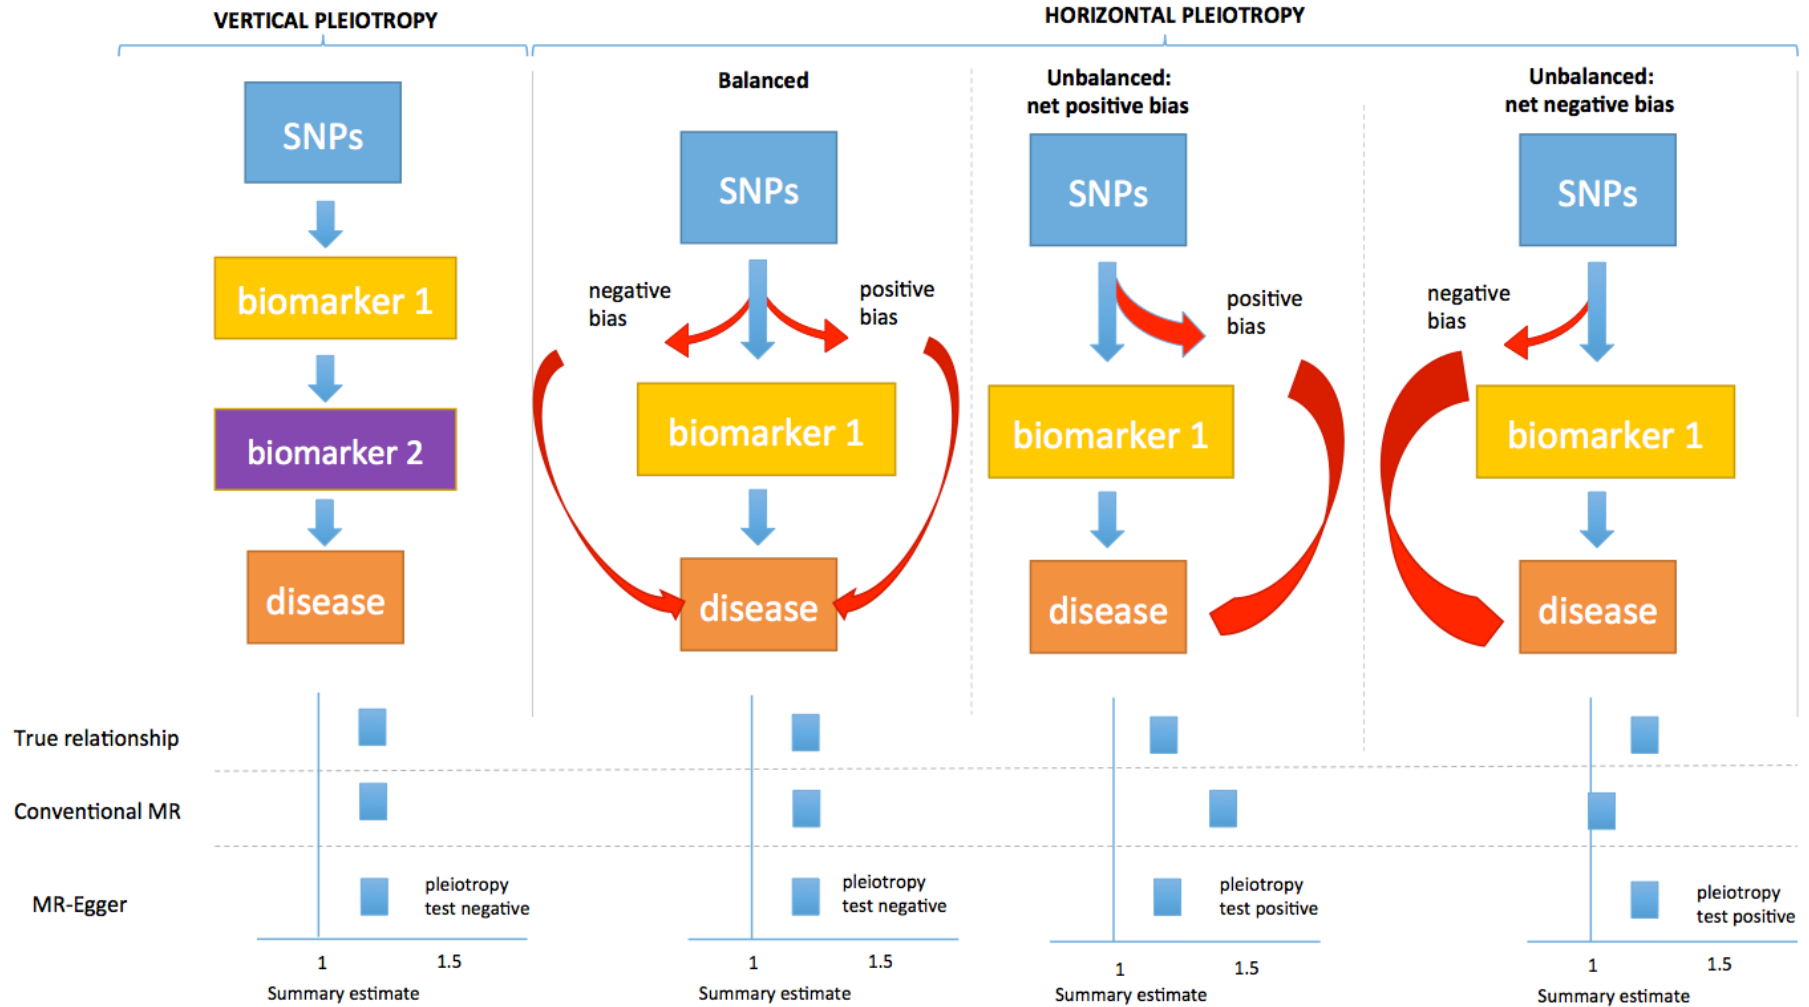 VERTICAL PLEIOTROPY
HORIZONTAL PLEIOTROPY
SNPs
biomarker 1
biomarker 2
disease
Balanced
SNPs
negative
bias
positive
bias
biomarker 1
disease
Unbalanced:
net positive bias
SNPs
positive
bias
biomarker 1
disease
Unbalanced:
net negative bias
SNPs
negative
bias
biomarker 1
disease
True relationship
Conventional MR
MR-Egger
pleiotropy
test negative
pleiotropy
test negative
pleiotropy
test positive
pleiotropy
test positive
1 1.5
Summary estimate
1 1.5
Summary estimate
1 1.5
Summary estimate
1 1.5
Summary estimate